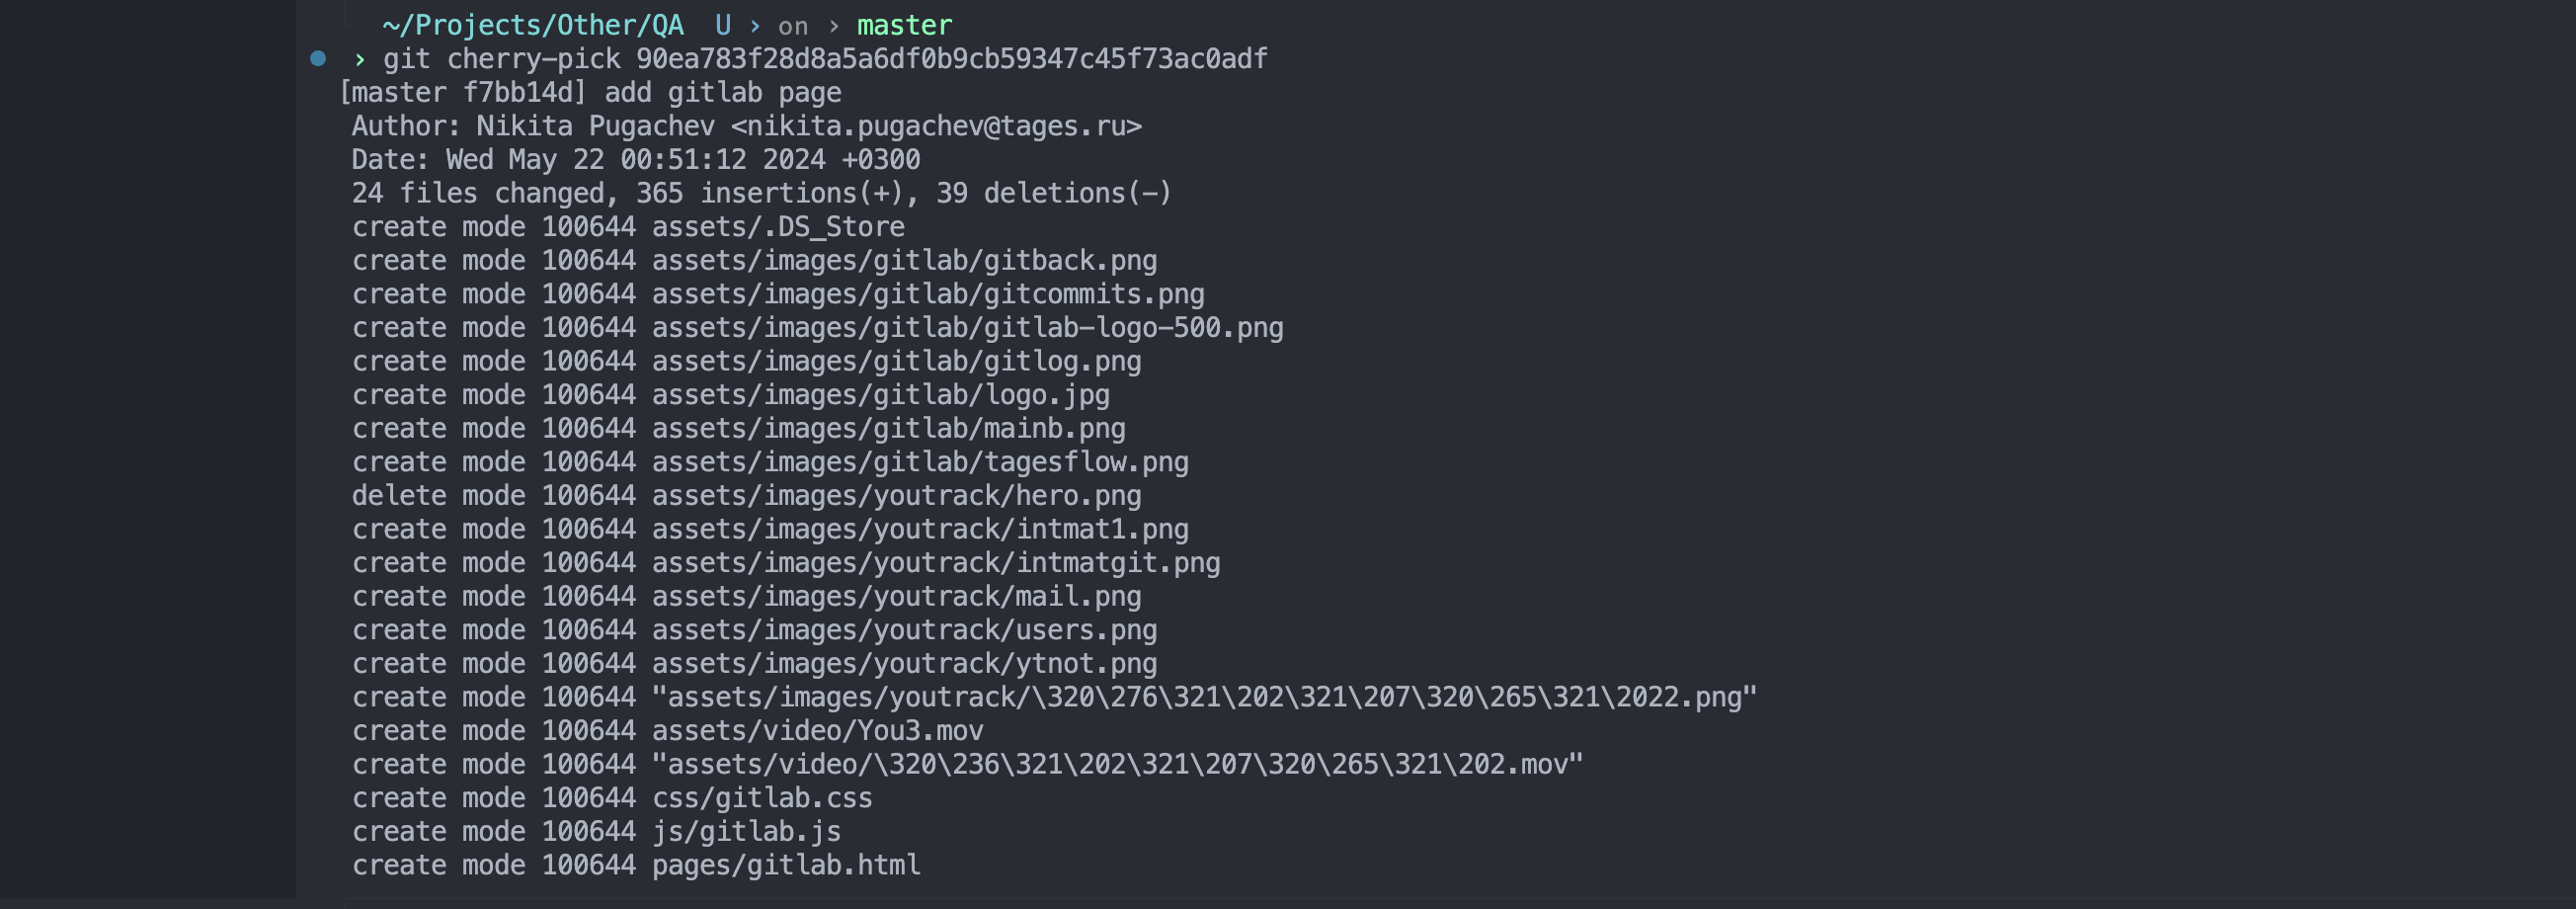 ~/Projects/Other/QA U › on › master
› git cherry-pick 90ea783f28d8a5a6df0b9cb59347c45f73ac0adf
[master f7bb14d] add gitlab page
Author: Nikita Pugachev <nikita.pugachev@tages.ru>
Date: Wed May 22 00:51:12 2024 +0300
24 files changed, 365 insertions(+), 39 deletions(-)
create mode 100644 assets/.DS_Store
create mode 100644 assets/images/gitlab/gitback.png
create mode 100644 assets/images/gitlab/gitcommits.png
create mode 100644 assets/images/gitlab/gitlab-logo-500.png
create mode 100644 assets/images/gitlab/gitlog.png
create mode 100644 assets/images/gitlab/logo.jpg
create mode 100644 assets/images/gitlab/mainb.png
create mode 100644 assets/images/gitlab/tagesflow.png
delete mode 100644 assets/images/youtrack/hero.png
create mode 100644 assets/images/youtrack/intmat1.png
create mode 100644 assets/images/youtrack/intmatgit.png
create mode 100644 assets/images/youtrack/mail.png
create mode 100644 assets/images/youtrack/users.png
create mode 100644 assets/images/youtrack/ytnot.png
create mode 100644 "assets/images/youtrack/\320\276\321\202\321\207\320\265\321\2022.png"
create mode 100644 assets/video/You3.mov
create mode 100644 "assets/video/\320\236\321\202\321\207\320\265\321\202.mov"
create mode 100644 css/gitlab.css
create mode 100644 js/gitlab.js
create mode 100644 pages/gitlab.html